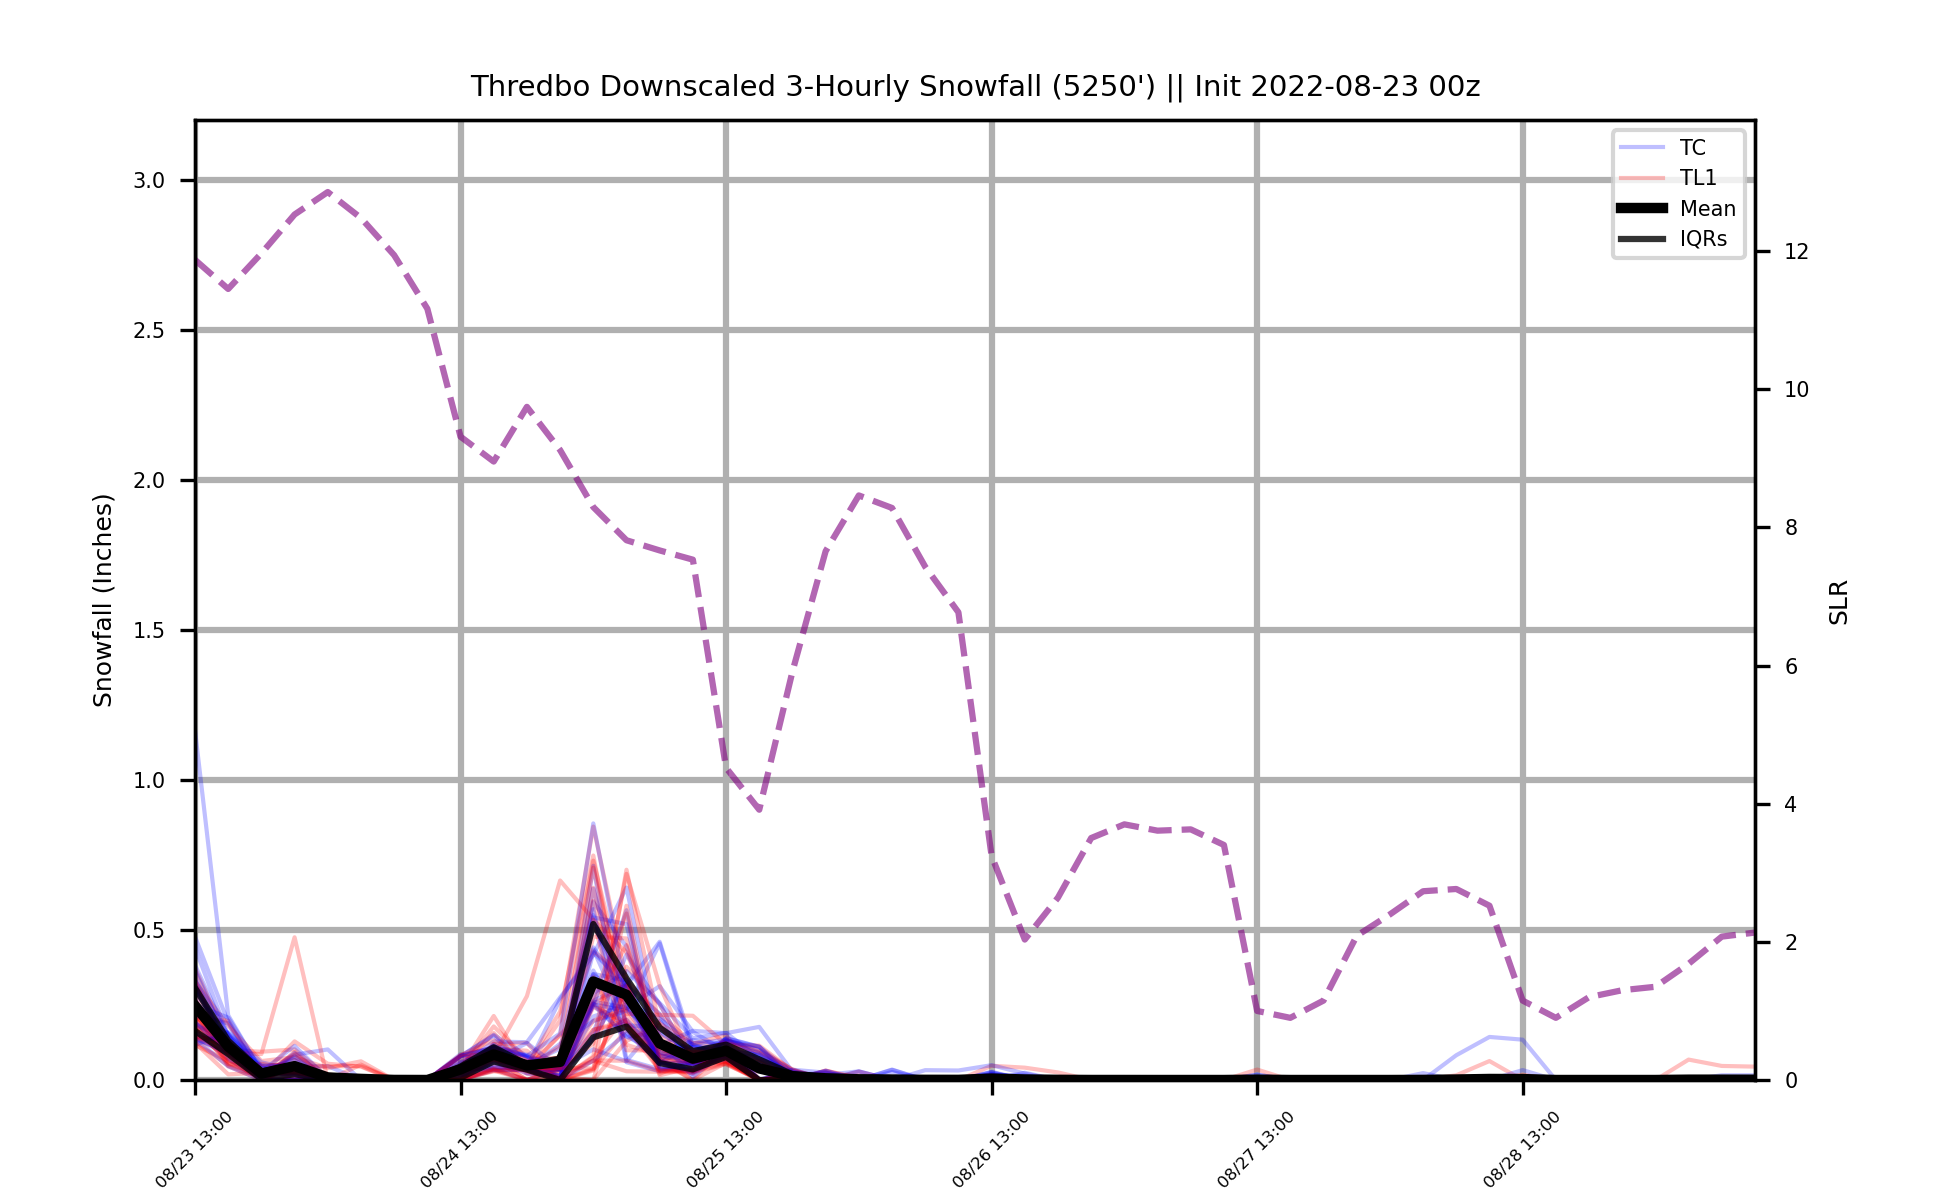 Thredbo Downscaled 3-Hourly Snowfall (5250') || Init 2022-08-23 00z
TC
TL1
Mean
IQRs
Snowfall (Inches)
3.0
2.5
2.0
1.5
1.0
0.5
0.0
12
10
8
6
4
2
0
SLR
08/23 13:00
08/24 13:00
08/25 13:00
08/26 13:00
08/27 13:00
08/28 13:00